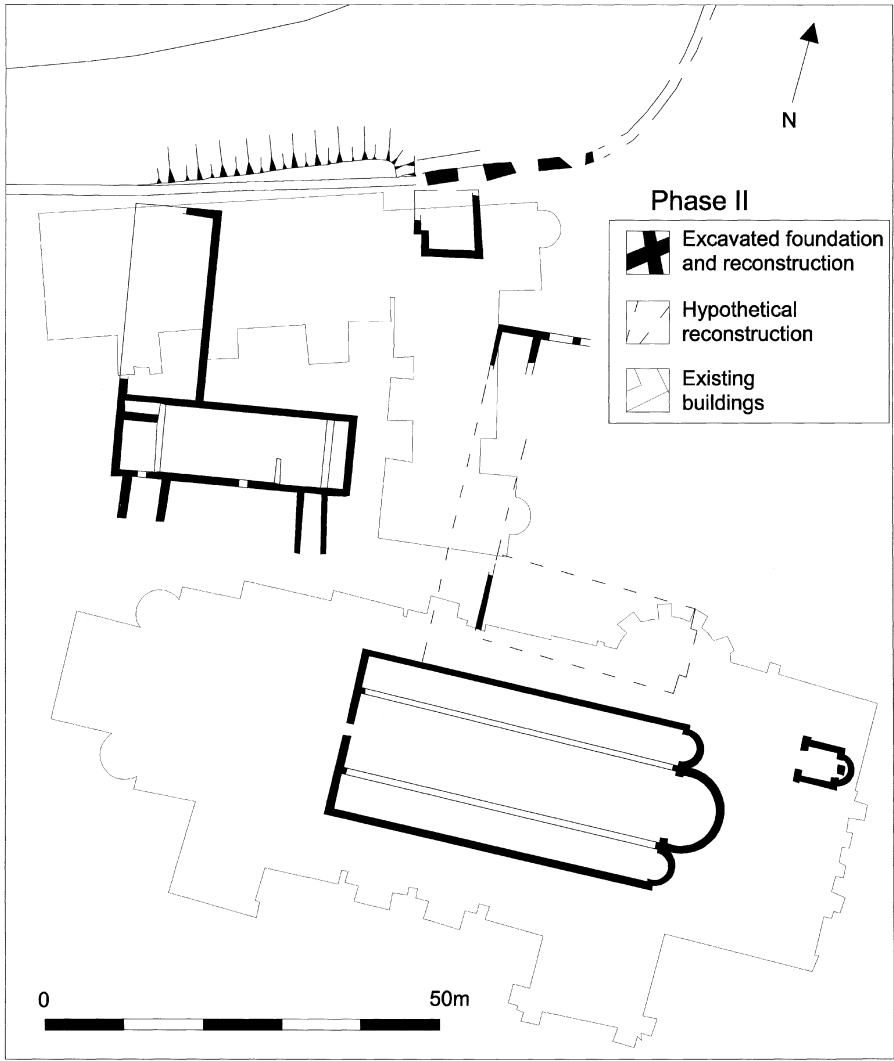 N
Phase II
Excavated foundation
and reconstruction
Hypothetical
reconstruction
Existing
buildings
0
50m